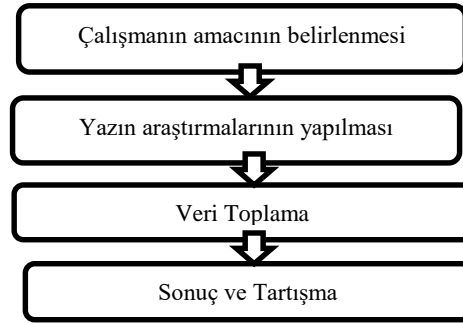 Çalışmanın amacının belirlenmesi
Yazın araştırmalarının yapılması
Veri Toplama
Sonuç ve Tartışma